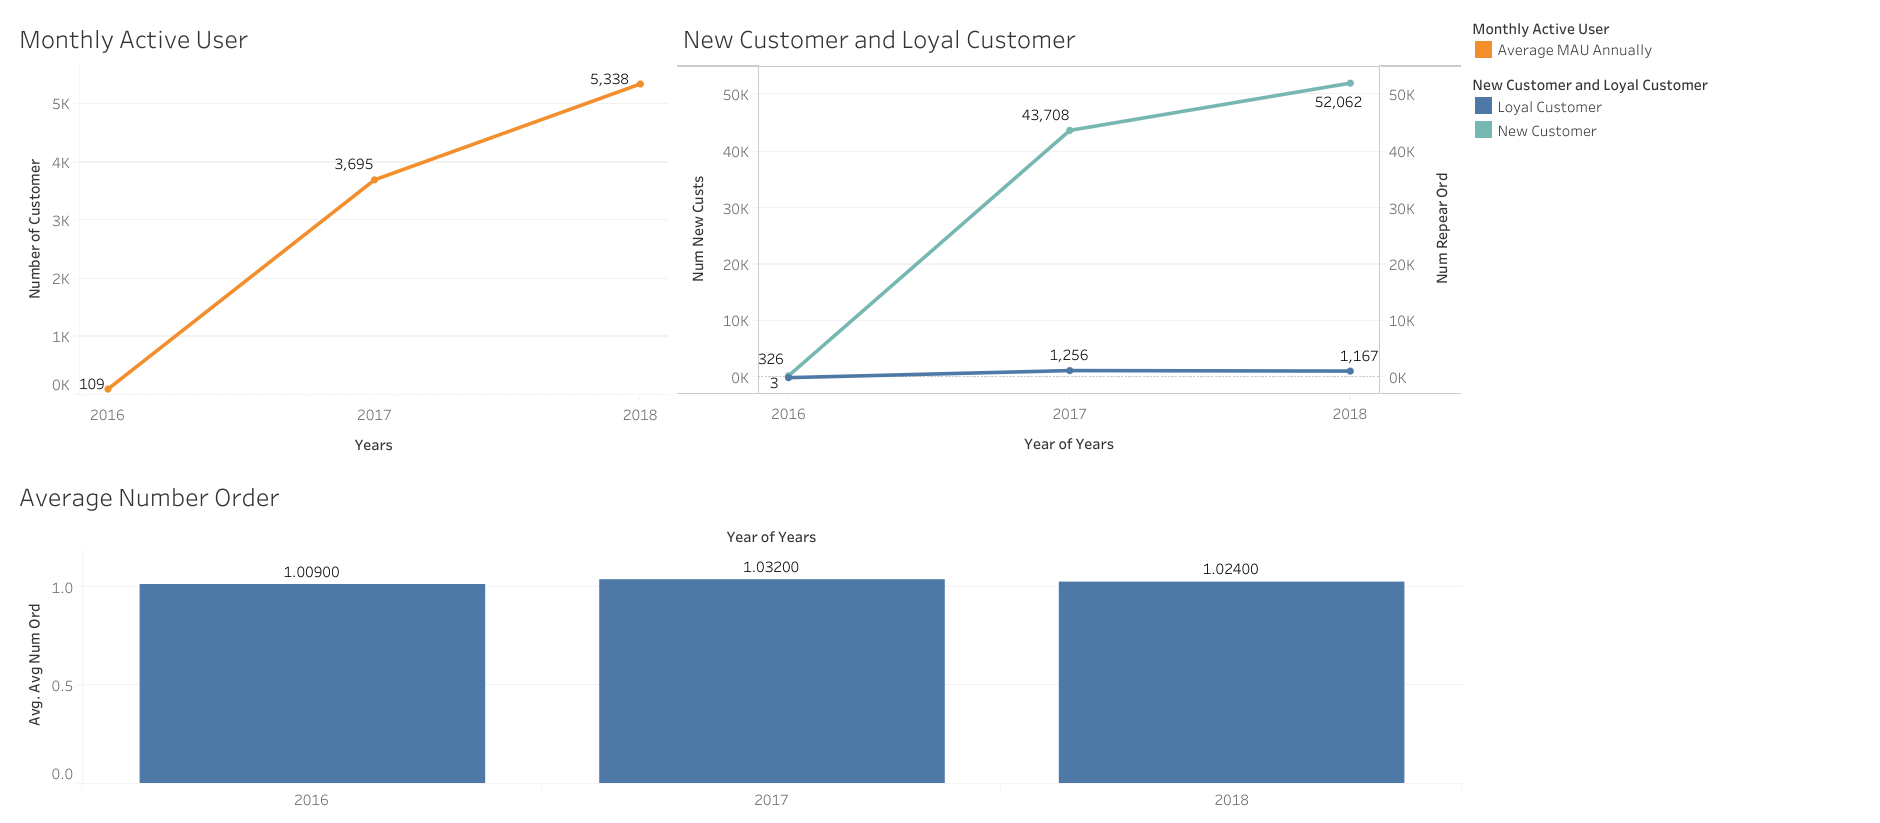 Monthly Active User
5K
4K
3K
2K
1K
0K
Number of Customer
109
3,695
5,338
2016
2017
2018
Years
New Customer and Loyal Customer
50K
40K
30K
20K
10K
0K
Num New Custs
326
3
43,708
1,256
52,062
1,167
50K
40K
30K
20K
10K
0K
Num Repear Ord
2016
2017
2018
Year of Years
Monthly Active User
Average MAU Annually
New Customer and Loyal Customer
Loyal Customer
New Customer
Average Number Order
Year of Years
1.0
0.5
0.0
Avg. Avg Num Ord
1.00900
1.03200
1.02400
2016
2017
2018